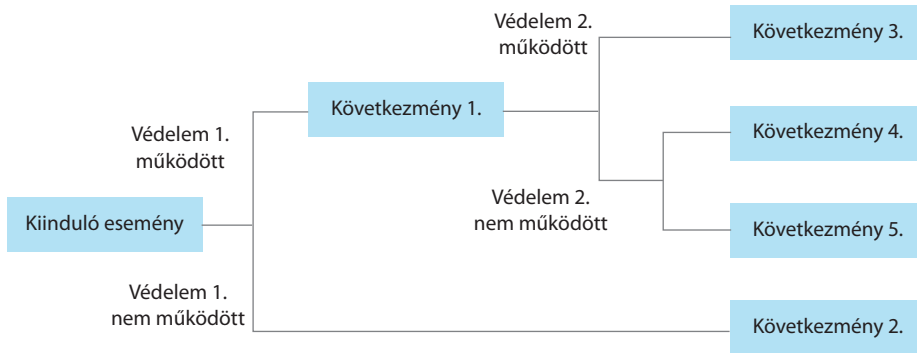 Védelem 2.
működött
Következmény 3.
Következmény 1.
Védelem 1.
működött
Következmény 4.
Védelem 2.
nem működött
Kiinduló esemény
Következmény 5.
Védelem 1.
nem működött
Következmény 2.